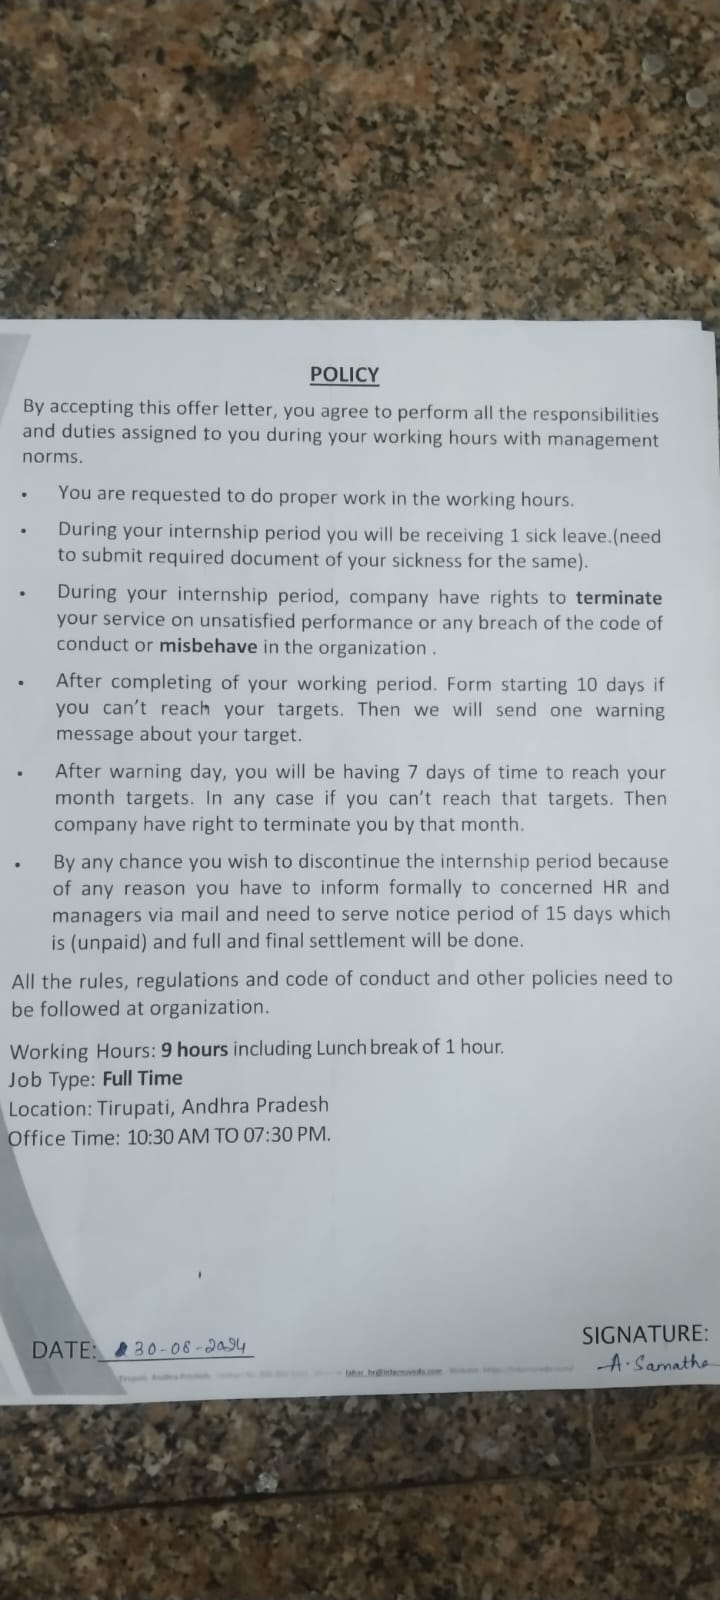 POLICY
By accepting this offer letter, you agree to perform all the responsibilities
and duties assigned to you during your working hours with management
norms.
• You are requested to do proper work in the working hours.
• During your internship period you will be receiving 1 sick leave.(need
to submit required document of your sickness for the same).
• During your internship period, company have rights to terminate
your service on unsatisfied performance or any breach of the code of
conduct or misbehave in the organization .
• After completing of your working period. Form starting 10 days if
you can't reach your targets. Then we will send one warning
message about your target.
• After warning day, you will be having 7 days of time to reach your
month targets. In any case if you can't reach that targets. Then
company have right to terminate you by that month.
• By any chance you wish to discontinue the internship period because
of any reason you have to inform formally to concerned HR and
managers via mail and need to serve notice period of 15 days which
is (unpaid) and full and final settlement will be done.
All the rules, regulations and code of conduct and other policies need to
be followed at organization.
Working Hours: 9 hours including Lunch break of 1 hour.
Job Type: Full Time
Location: Tirupati, Andhra Pradesh
Office Time: 10:30 AM TO 07:30 PM.
SIGNATURE:
DATE: 30-08-2024
A. Samatha
Tirupati, Andhra Pradesh